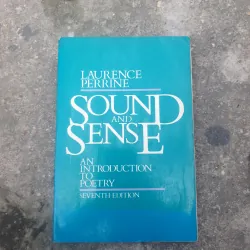 LAURENCE
PERRINE
SOUND
AND
SENSE
AN
INTRODUCTION
TO
POETRY
SEVENTH EDITION